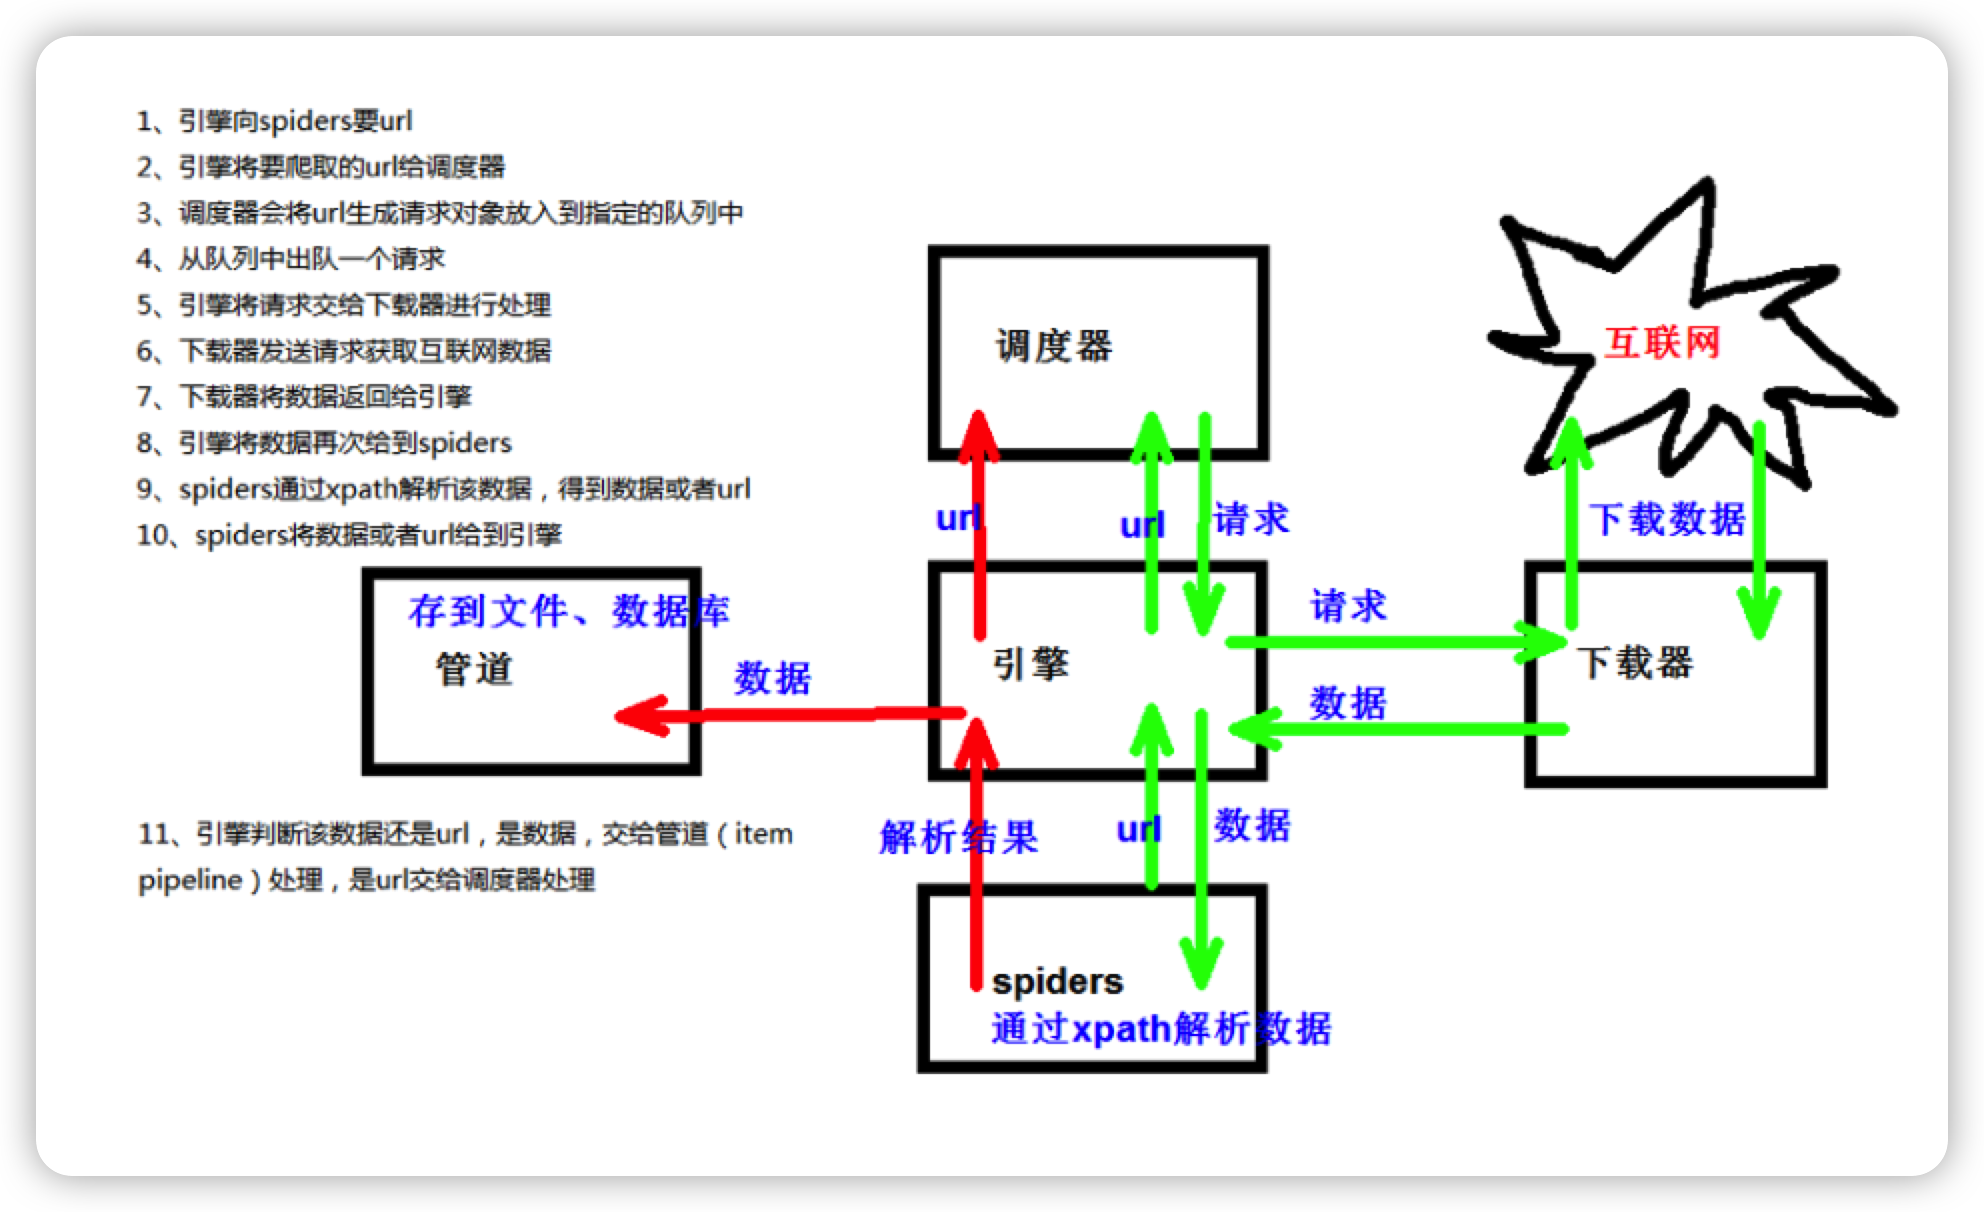 1、引擎向spiders要url
2、引擎将要爬取的url给调度器
3、调度器会将url生成请求对象放入到指定的队列中
4、从队列中出队一个请求
5、引擎将请求交给下载器进行处理
6、下载器发送请求获取互联网数据
7、下载器将数据返回给引擎
8、引擎将数据再次给到spiders
9、spiders通过xpath解析该数据，得到数据或者url
10、spiders将数据或者url给到引擎
调度器
互联网
url
url
请求
下载数据
存到文件、数据库
管道
数据
引擎
请求
数据
下载器
11、引擎判断该数据还是url，是数据，交给管道（item
pipeline）处理，是url交给调度器处理
解析结果
url
数据
spiders
通过xpath解析数据